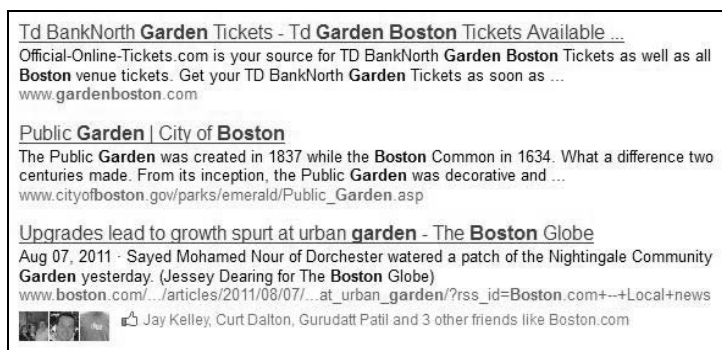 Td BankNorth Garden Tickets - Td Garden Boston Tickets Available ...
Official-Online-Tickets.com is your source for TD BankNorth Garden Boston Tickets as well as all
Boston venue tickets. Get your TD BankNorth Garden Tickets as soon as ...
www.gardenboston.com
Public Garden | City of Boston
The Public Garden was created in 1837 while the Boston Common in 1634. What a difference two
centuries made. From its inception, the Public Garden was decorative and ...
www.cityofboston.gov/parks/emerald/Public_Garden.asp
Upgrades lead to growth spurt at urban garden - The Boston Globe
Aug 07, 2011 · Sayed Mohamed Nour of Dorchester watered a patch of the Nightingale Community
Garden yesterday. (Jessey Dearing for The Boston Globe)
www.boston.com/.../articles/2011/08/07/...at_urban_garden/?rss_id=Boston.com+--+Local+news
Jay Kelley, Curt Dalton, Gurudatt Patil and 3 other friends like Boston.com